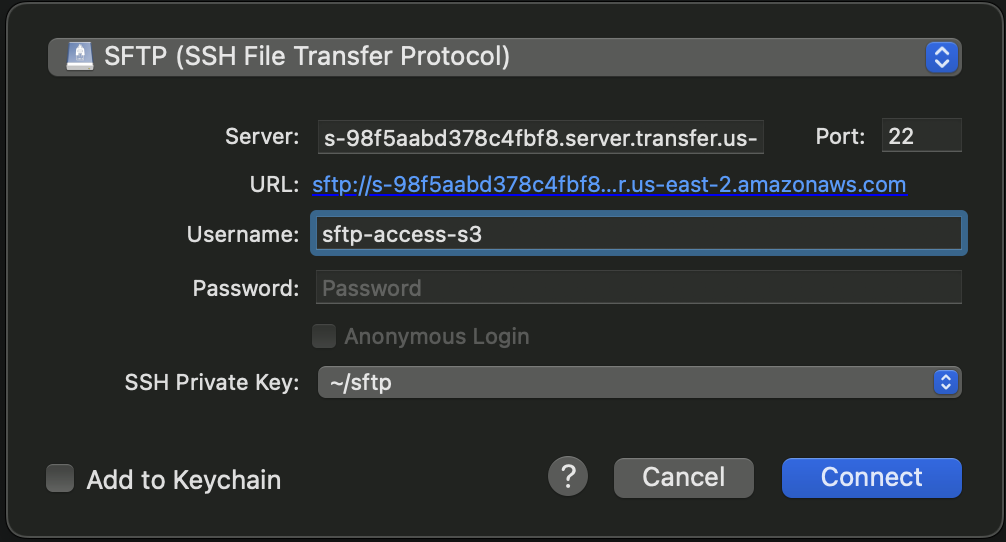 SFTP (SSH File Transfer Protocol)
Server: s-98f5aabd378c4fbf8.server.transfer.us- Port: 22
URL: sftp://s-98f5aabd378c4fbf8...r.us-east-2.amazonaws.com
Username: sftp-access-s3
Password: Password
Anonymous Login
SSH Private Key: ~/sftp
Add to Keychain ? Cancel Connect